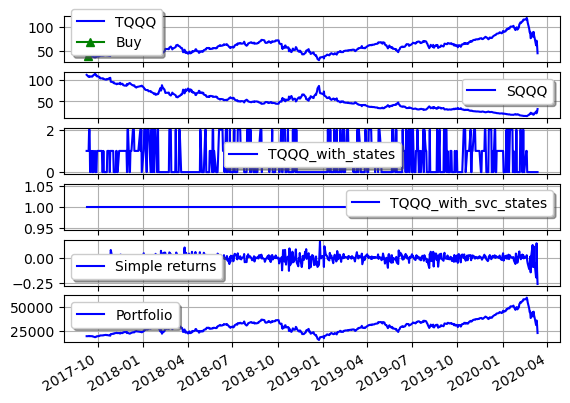 100
50
TQQQ
Buy
100
50
SQQQ
2
0
TQQQ_with_states
1.05
1.00
0.95
TQQQ_with_svc_states
0.00
−0.25
Simple returns
50000
25000
Portfolio
2017-10 2018-01 2018-04 2018-07 2018-10 2019-01 2019-04 2019-07 2019-10 2020-01 2020-04